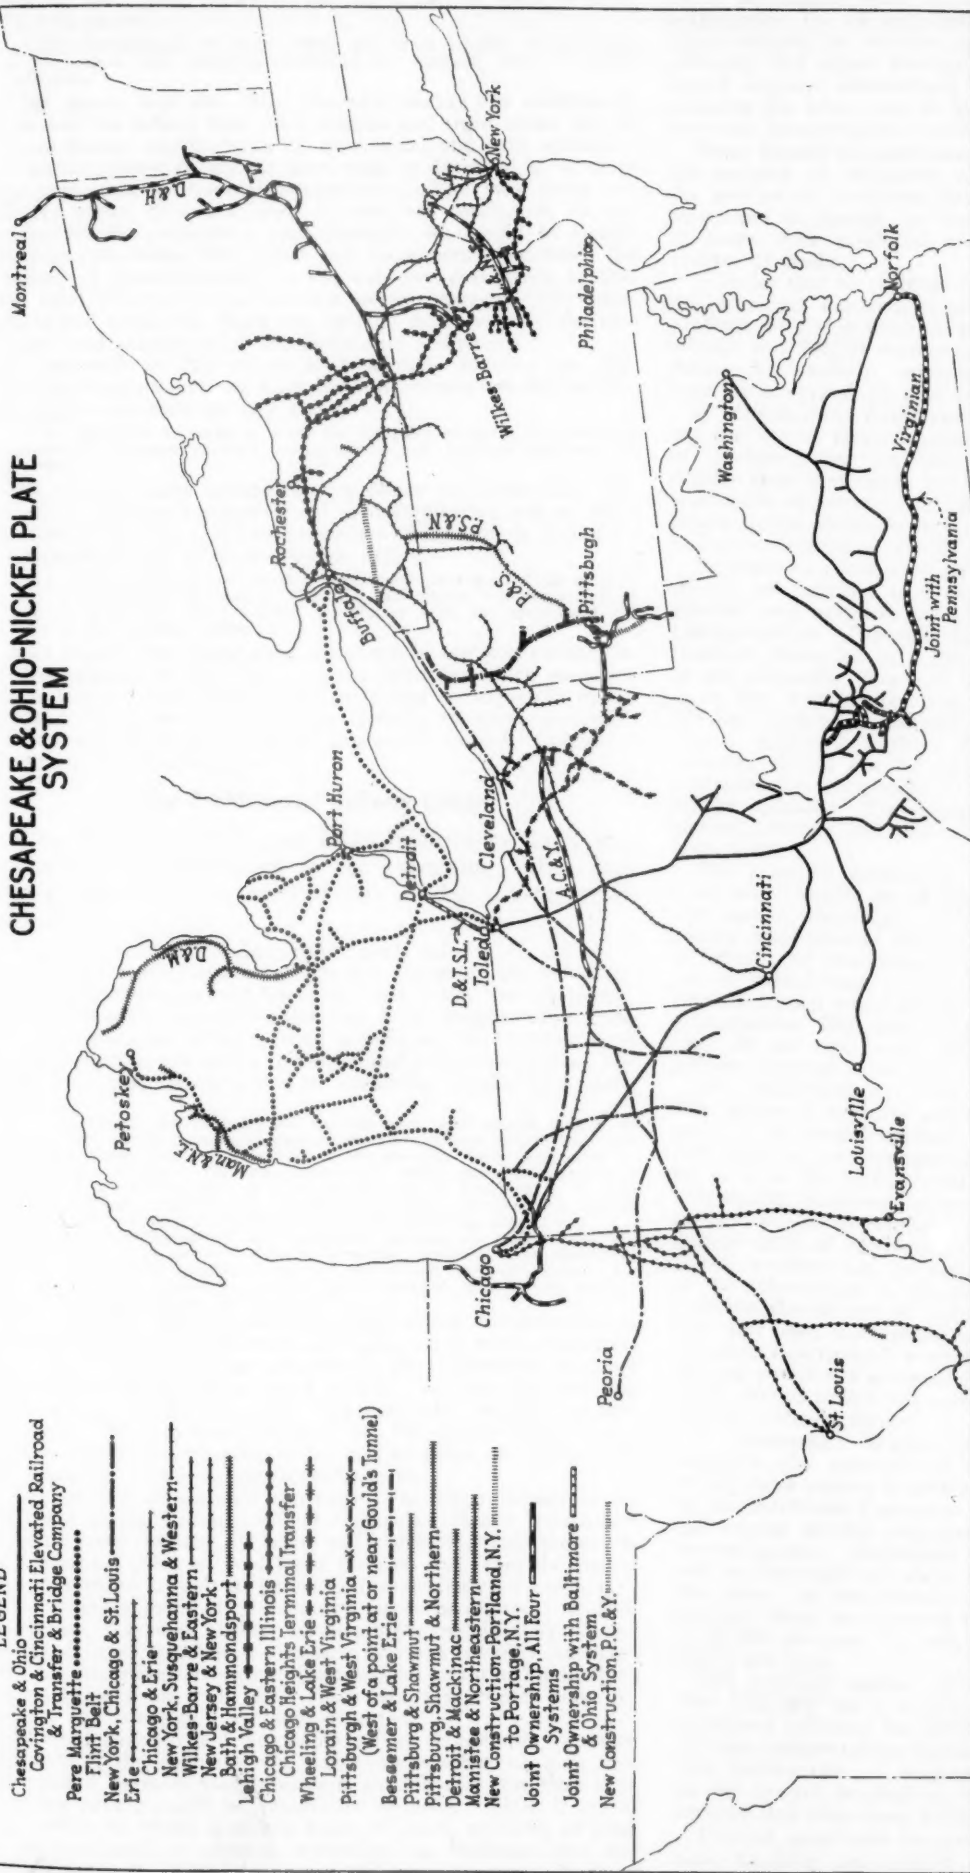 CHESAPEAKE & OHIO-NICKEL PLATE
SYSTEM
LEGEND
Chesapeake & Ohio
Covington & Cincinnati Elevated Railroad
& Transfer & Bridge Company
Pere Marquette
Flint Belt
New York, Chicago & St. Louis
Erie
Chicago & Erie
New York, Susquehanna & Western
Wilkes-Barre & Eastern
New Jersey & New York
Bath & Hammondsport
Lehigh Valley
Chicago & Eastern Illinois
Chicago Heights Terminal Transfer
Wheeling & Lake Erie
Lorain & West Virginia
Pittsburgh & West Virginia
(West of a point at or near Gould's Tunnel)
Bessemer & Lake Erie
Pittsburg & Shawmut
Pittsburg, Shawmut & Northern
Detroit & Mackinac
Manistee & Northeastern
New Construction-Portland, N.Y.
to Portage, N.Y.
Joint Ownership, All Four
Systems
Joint Ownership with Baltimore
& Ohio System
New Construction, P.C.&Y.
Montreal
D.&H.
New York
L.&N.E.
Wilkes-Barre
Philadelphia
Rochester
Buffalo
P.S.&N.
P.&S.
Pittsbugh
Washington
Norfolk
Virginian
Joint with
Pennsylvania
Port Huron
Detroit
D.&T.S.L.
Toledo
Cleveland
A.C.&Y.
Cincinnati
D.&M.
Petoskey
Man.&N.E.
Chicago
Peoria
St. Louis
Louisville
Evansville